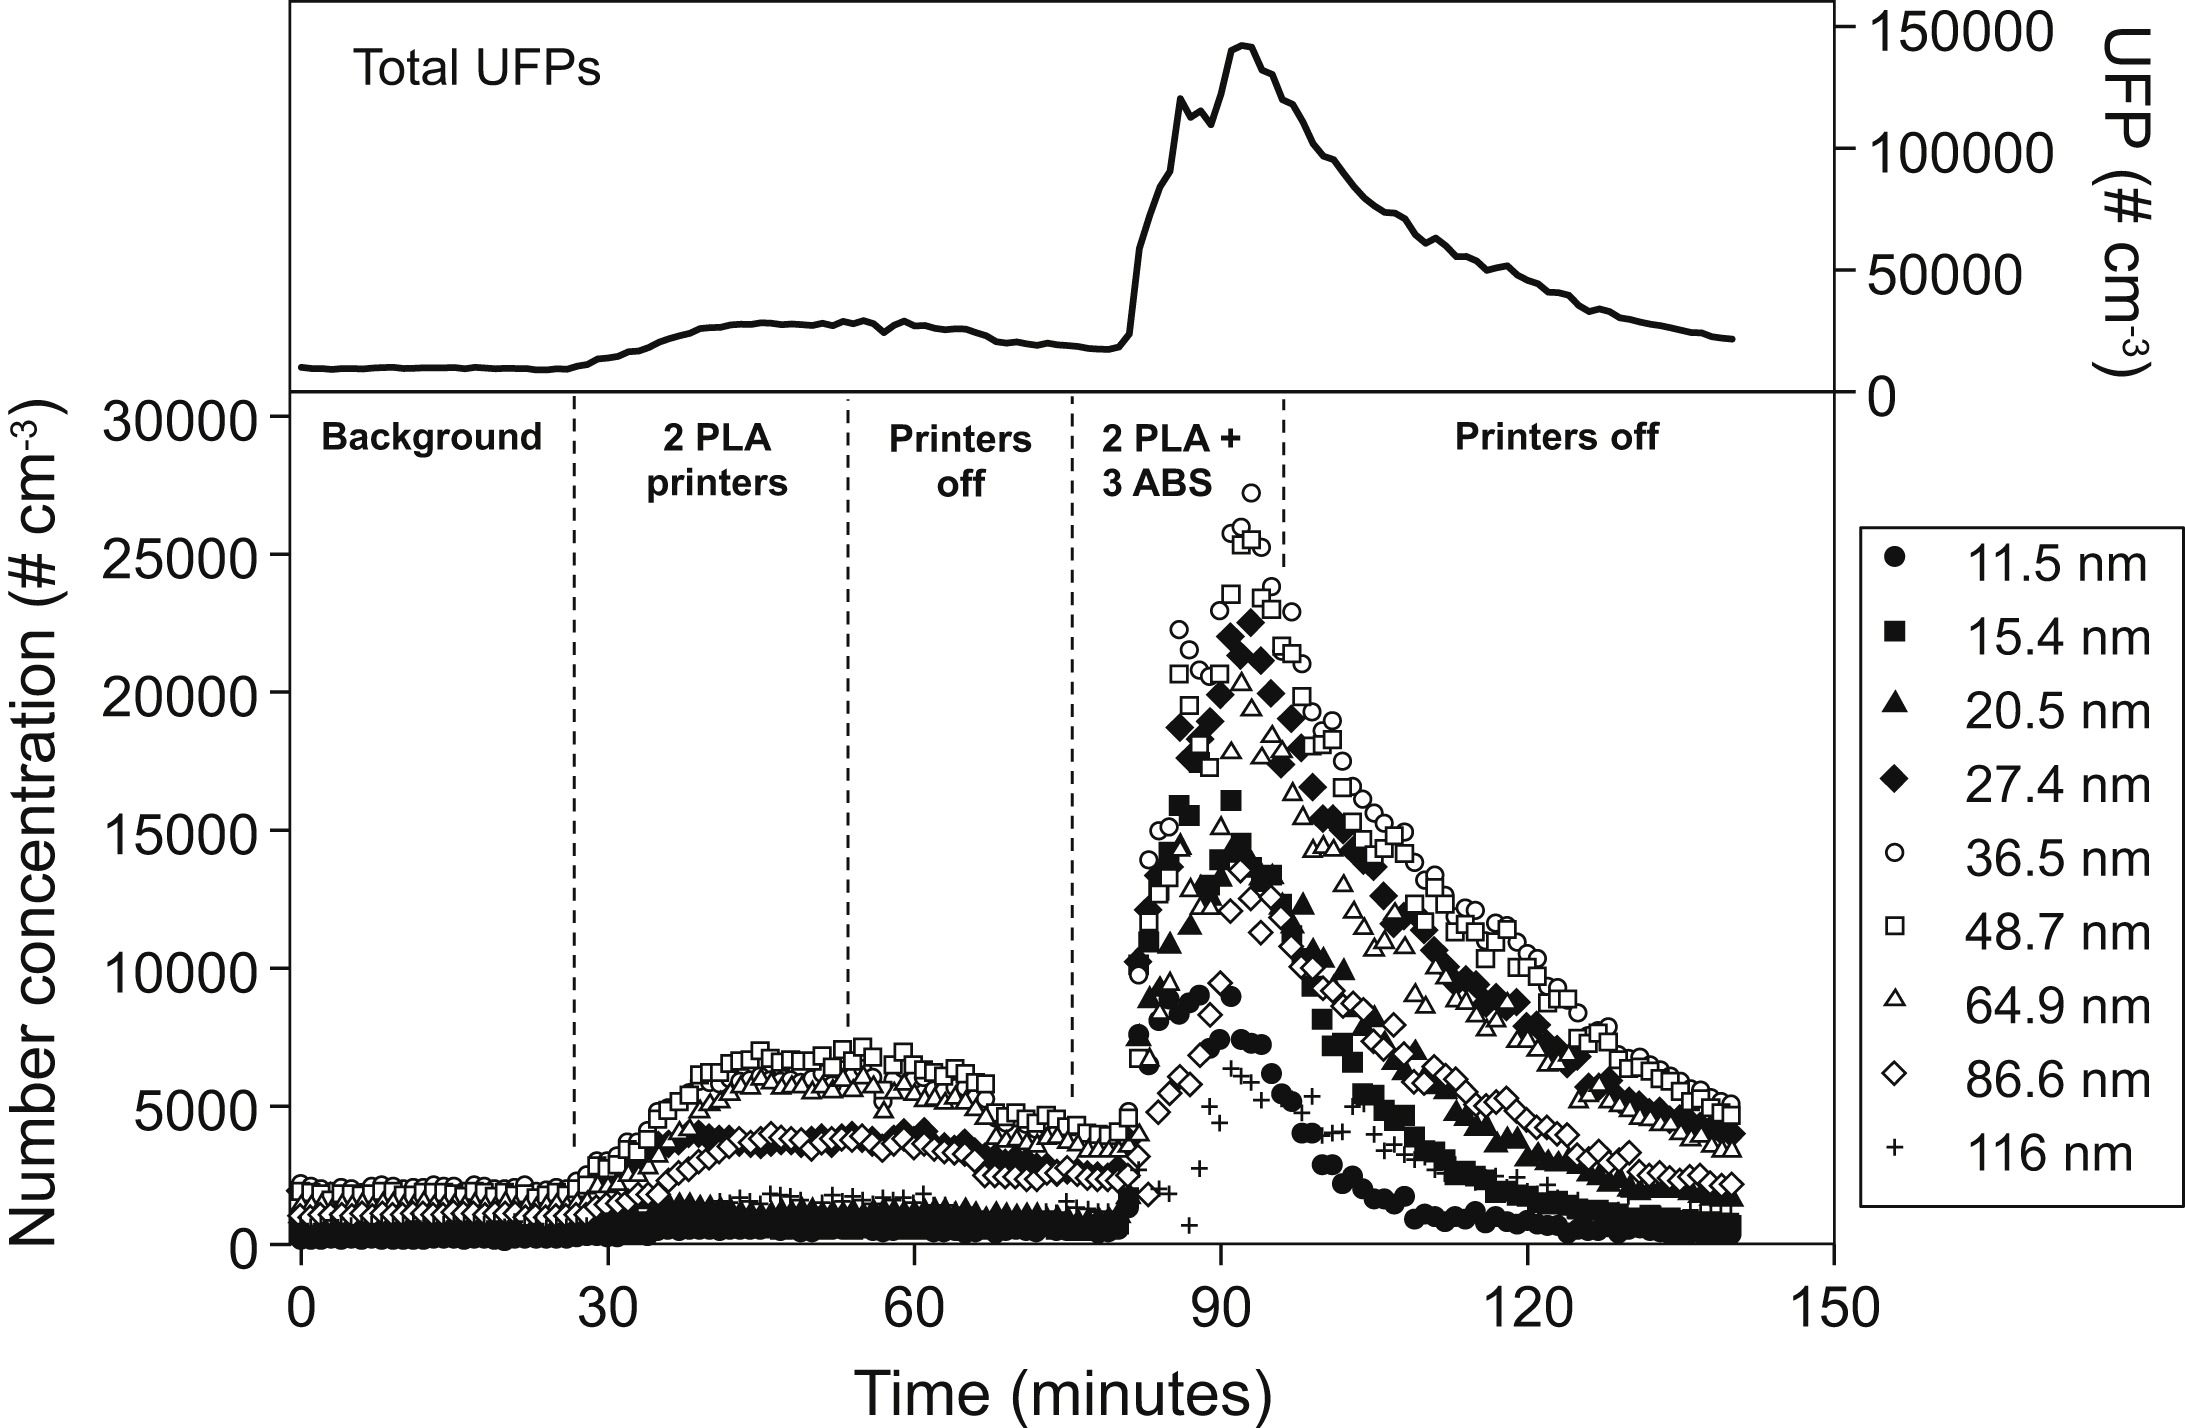 Total UFPs
150000
100000
50000
0
UFP (# cm-3)
30000
25000
20000
15000
10000
5000
0
Number concentration (# cm-3)
Background
2 PLA
printers
Printers
off
2 PLA +
3 ABS
Printers off
11.5 nm
15.4 nm
20.5 nm
27.4 nm
36.5 nm
48.7 nm
64.9 nm
86.6 nm
116 nm
0
30
60
90
120
150
Time (minutes)